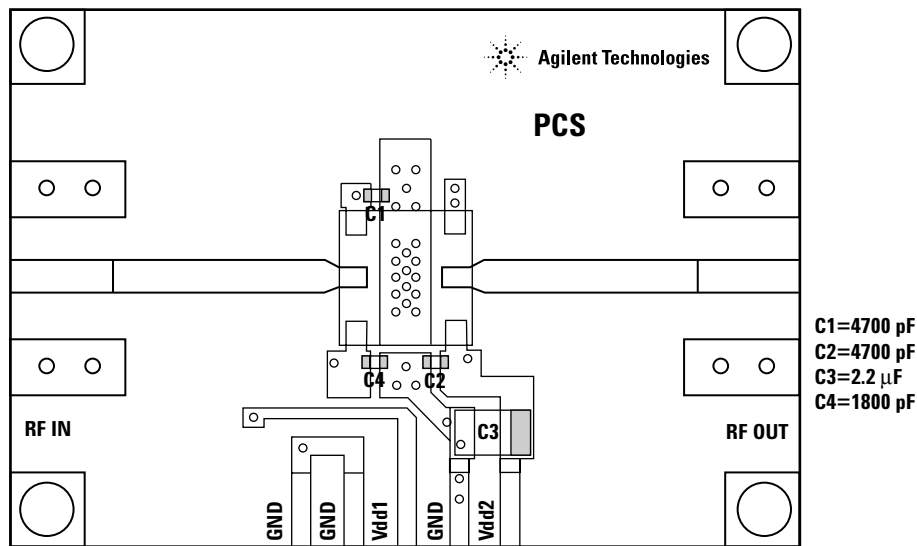 Agilent Technologies
PCS
C1
C4
C2
C3
RF IN
RF OUT
GND
GND
Vdd1
GND
Vdd2
C1=4700 pF
C2=4700 pF
C3=2.2 μF
C4=1800 pF